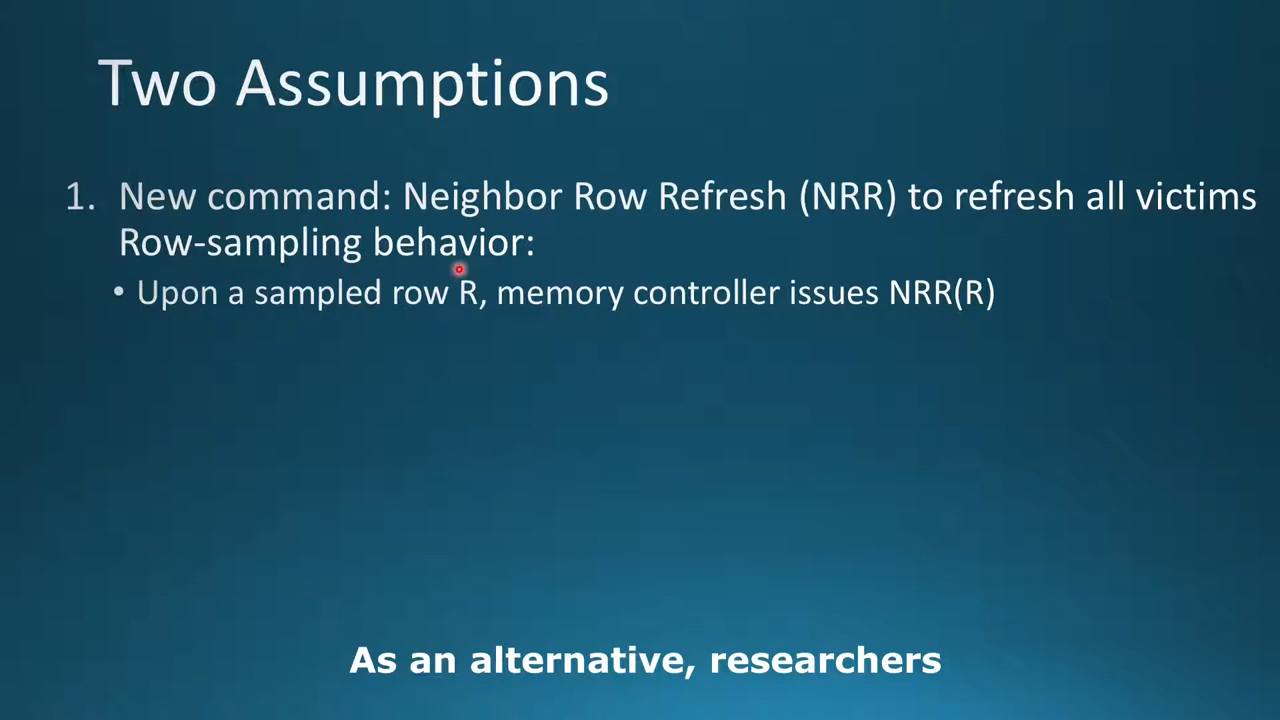 Two Assumptions
1. New command: Neighbor Row Refresh (NRR) to refresh all victims
Row-sampling behavior:
• Upon a sampled row R, memory controller issues NRR(R)
As an alternative, researchers